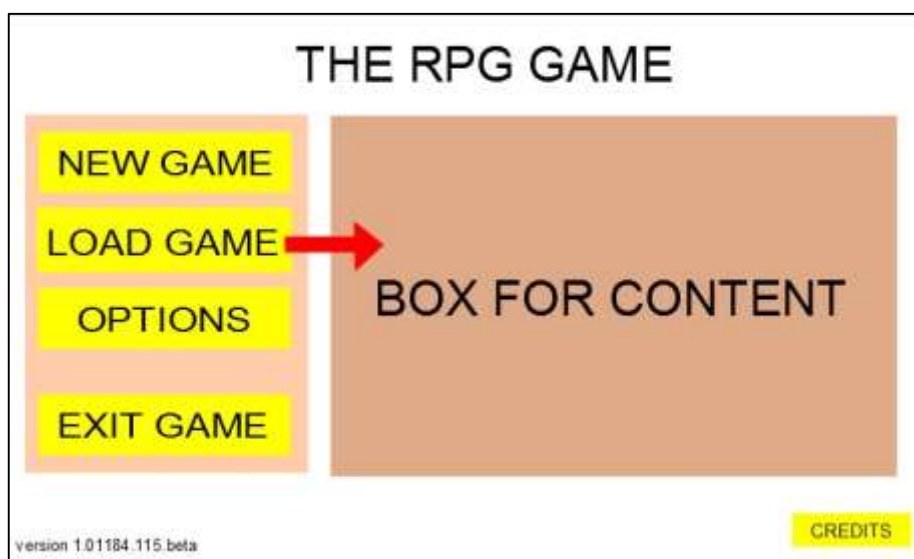 THE RPG GAME
NEW GAME
LOAD GAME
OPTIONS
EXIT GAME
BOX FOR CONTENT
CREDITS
version 1.01184.115.beta